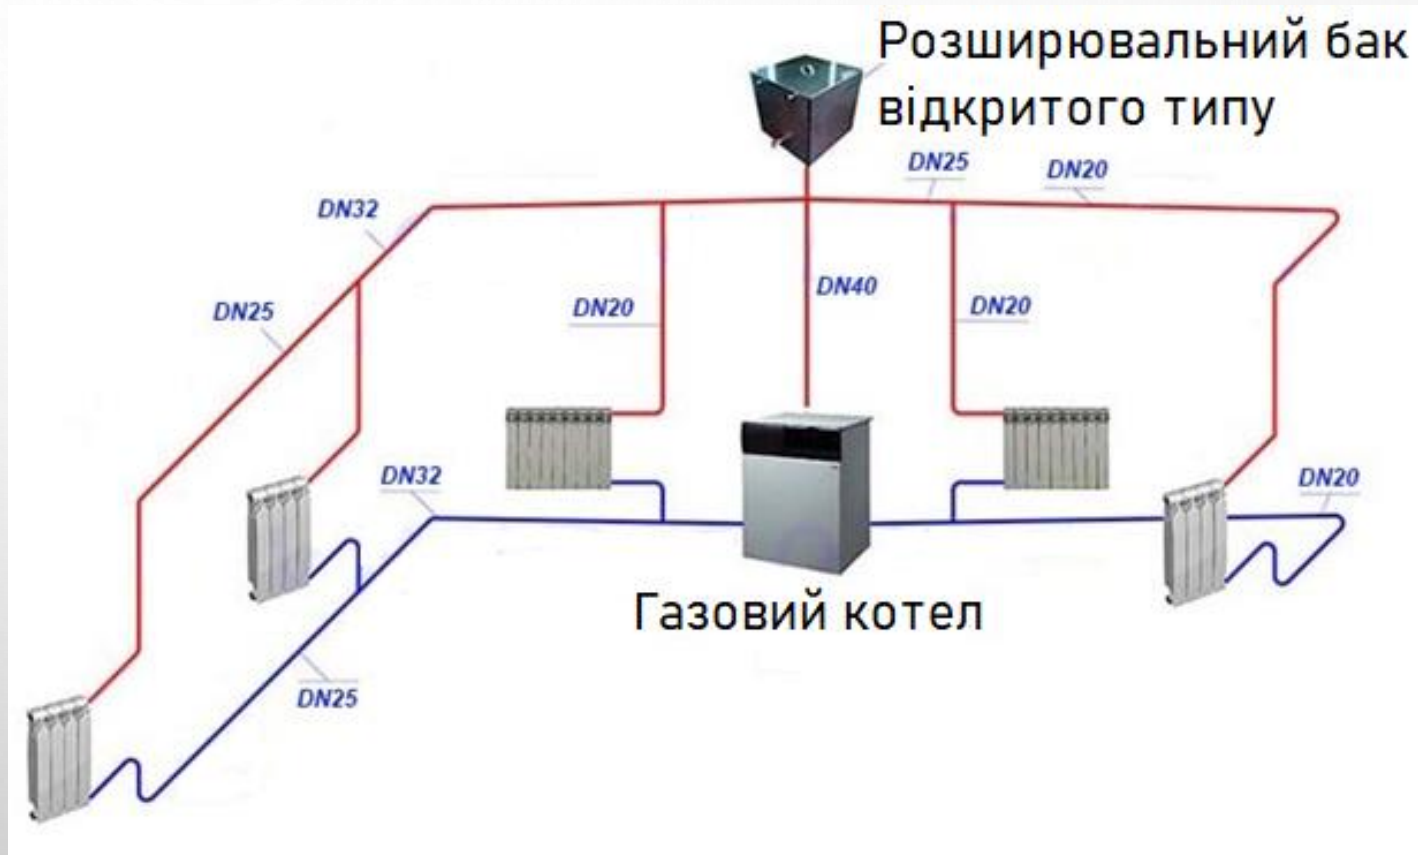 Розширювальний бак
відкритого типу
DN25
DN20
DN32
DN25
DN20
DN40
DN20
DN32
DN20
Газовий котел
DN25